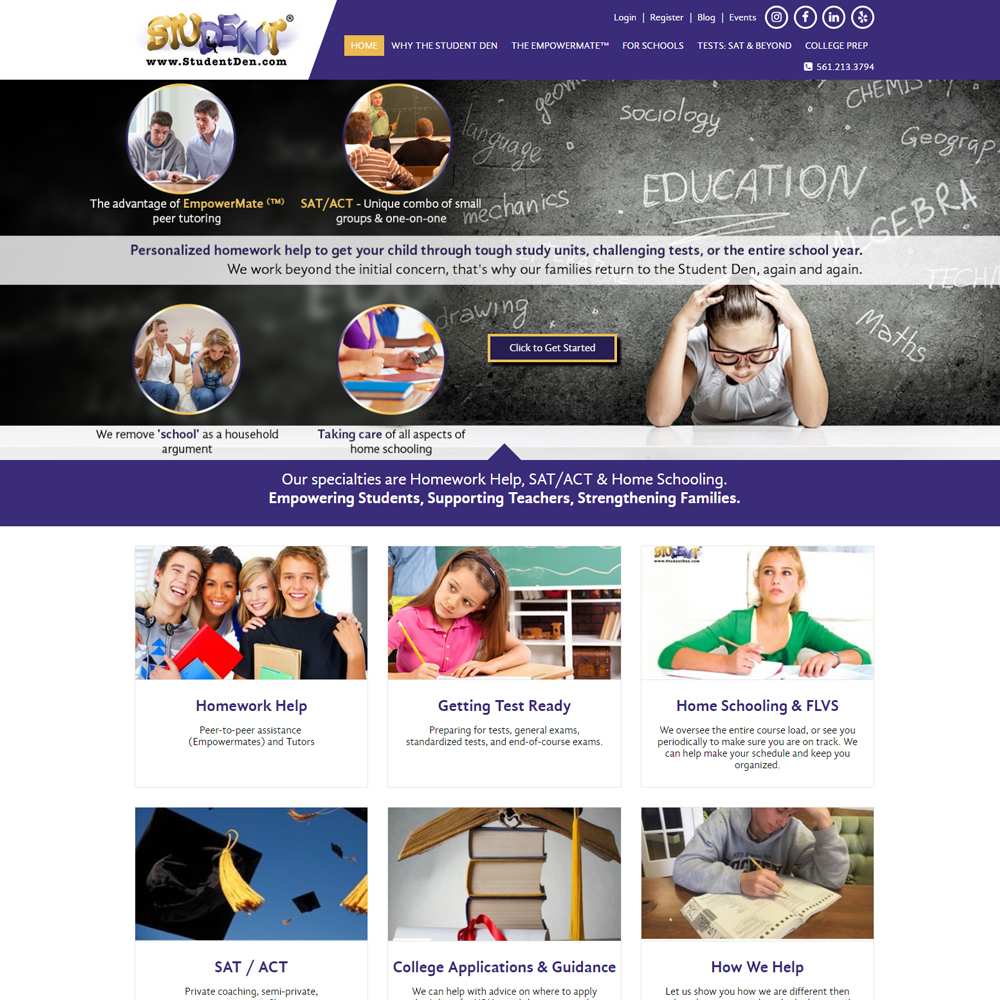 STUDENT®
www.StudentDen.com
Login | Register | Blog | Events
HOME WHY THE STUDENT DEN THE EMPOWERMATE™ FOR SCHOOLS TESTS: SAT & BEYOND COLLEGE PREP
561.213.3794
The advantage of EmpowerMate (™)
peer tutoring
SAT/ACT - Unique combo of small
groups & one-on-one
language
sociology
CHEMISTRY
mechanics
EDUCATION
ALGEBRA
drawing
Maths
Personalized homework help to get your child through tough study units, challenging tests, or the entire school year.
We work beyond the initial concern, that's why our families return to the Student Den, again and again.
Click to Get Started
We remove 'school' as a household
argument
Taking care of all aspects of
home schooling
Our specialties are Homework Help, SAT/ACT & Home Schooling.
Empowering Students, Supporting Teachers, Strengthening Families.
STUDENT
www.StudentDen.com
Homework Help
Peer-to-peer assistance
(Empowermates) and Tutors
Getting Test Ready
Preparing for tests, general exams,
standardized tests, and end-of-course exams.
Home Schooling & FLVS
We oversee the entire course load, or see you
periodically to make sure you are on track. We
can help make your schedule and keep you
organized.
SAT / ACT
Private coaching, semi-private,
College Applications & Guidance
We can help with advice on where to apply
How We Help
Let us show you how we are different then